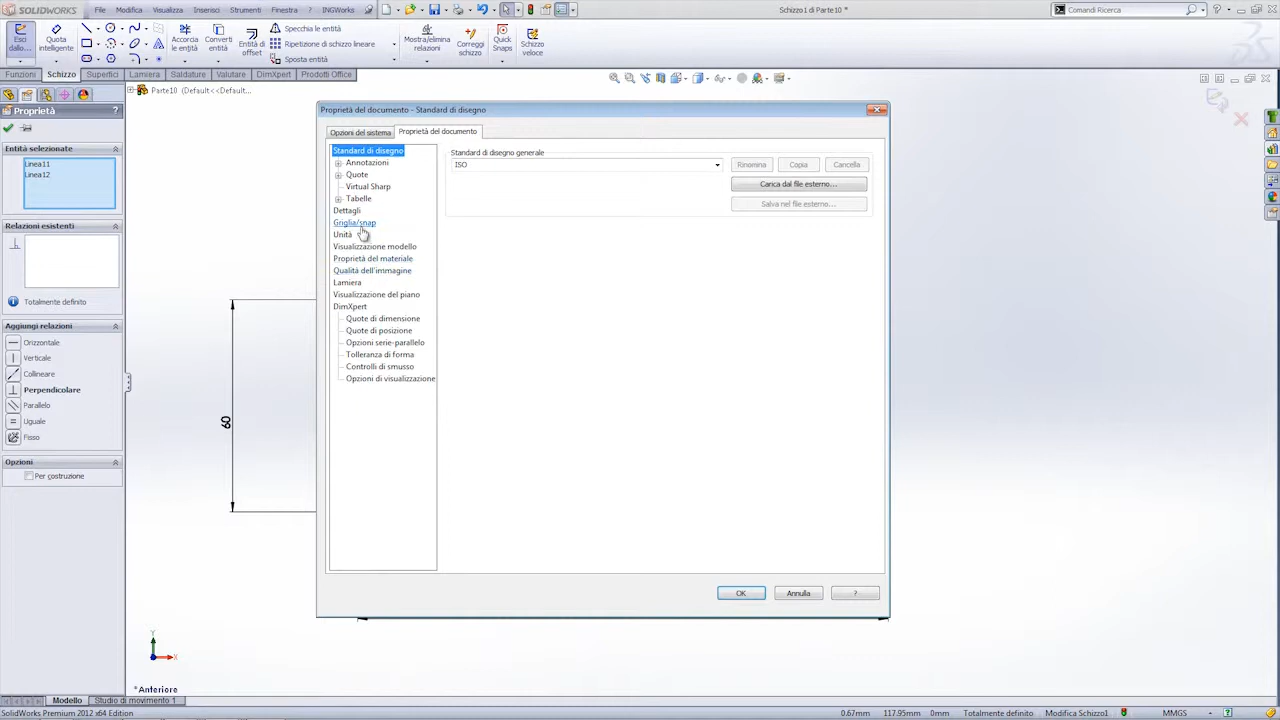 SOLIDWORKS File Modifica Visualizza Inserisci Strumenti Finestra ? INGWorks Schizzo1 di Parte10 * Comandi Ricerca
Esci dallo...
Quota intelligente
Accorcia le entità
Converti entità
Entità di offset
Specchia le entità
Ripetizione di schizzo lineare
Sposta entità
Mostra/elimina relazioni
Correggi schizzo
Quick Snaps
Schizzo veloce
Funzioni Schizzo Superfici Lamiera Saldature Valutare DimXpert Prodotti Office
Parte10 (Default<<Default...
Proprietà ?
Entità selezionate
Linea11
Linea12
Relazioni esistenti
Totalmente definito
Aggiungi relazioni
Orizzontale
Verticale
Collineare
Perpendicolare
Parallelo
Uguale
Fisso
Opzioni
Per costruzione
60
Proprietà del documento - Standard di disegno
Opzioni del sistema Proprietà del documento
Standard di disegno
Annotazioni
Quote
Virtual Sharp
Tabelle
Dettagli
Griglia/snap
Unità
Visualizzazione modello
Proprietà del materiale
Qualità dell'immagine
Lamiera
Visualizzazione del piano
DimXpert
Quote di dimensione
Quote di posizione
Opzioni serie-parallelo
Tolleranza di forma
Controlli di smusso
Opzioni di visualizzazione
Standard di disegno generale
ISO
Rinomina Copia Cancella
Carica dal file esterno...
Salva nel file esterno...
OK Annulla ?
Y
X
*Anteriore
Modello Studio di movimento 1
SolidWorks Premium 2012 x64 Edition 0.67mm 117.95mm 0mm Totalmente definito Modifica Schizzo1 MMGS